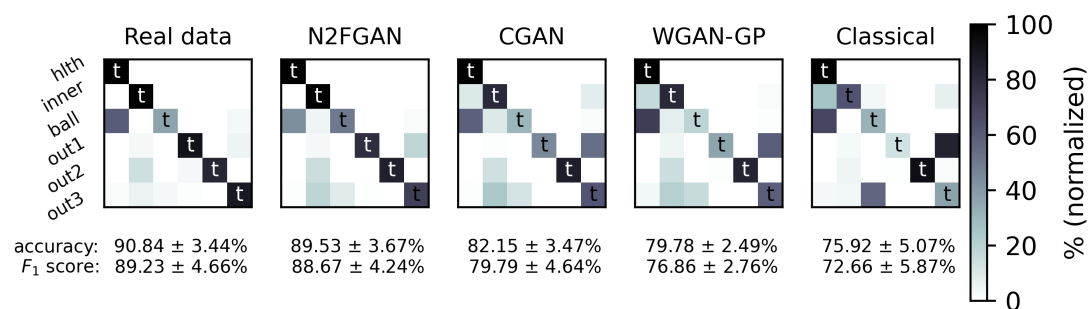 Real data N2FGAN CGAN WGAN-GP Classical
hlth t t t t t
inner t t t t t
ball t t t t t
out1 t t t t t
out2 t t t t t
out3 t t t t t
accuracy: 90.84 ± 3.44% 89.53 ± 3.67% 82.15 ± 3.47% 79.78 ± 2.49% 75.92 ± 5.07%
F1 score: 89.23 ± 4.66% 88.67 ± 4.24% 79.79 ± 4.64% 76.86 ± 2.76% 72.66 ± 5.87%
100
80
60
40
20
0
% (normalized)